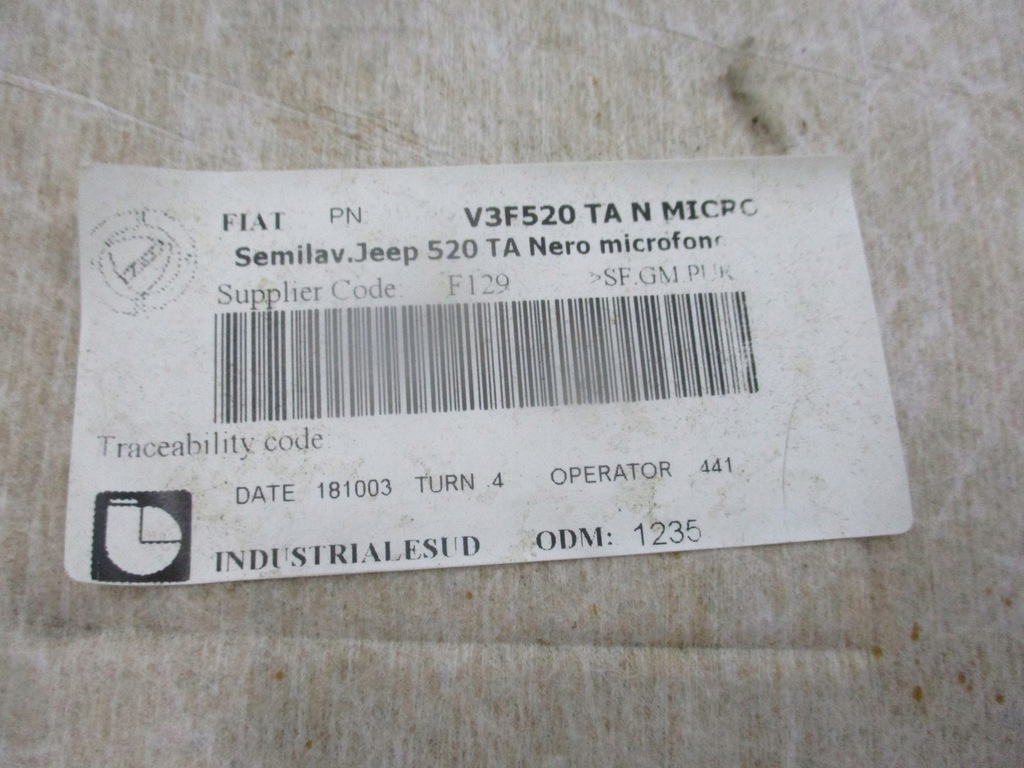 FIAT PN: V3F520 TA N MICRO
Semilav.Jeep 520 TA Nero microfono
Supplier Code: F129 >SF.GM.PUR
Traceability code:
DATE 181003 TURN 4 OPERATOR 441
INDUSTRIALESUD ODM: 1235
FIAT